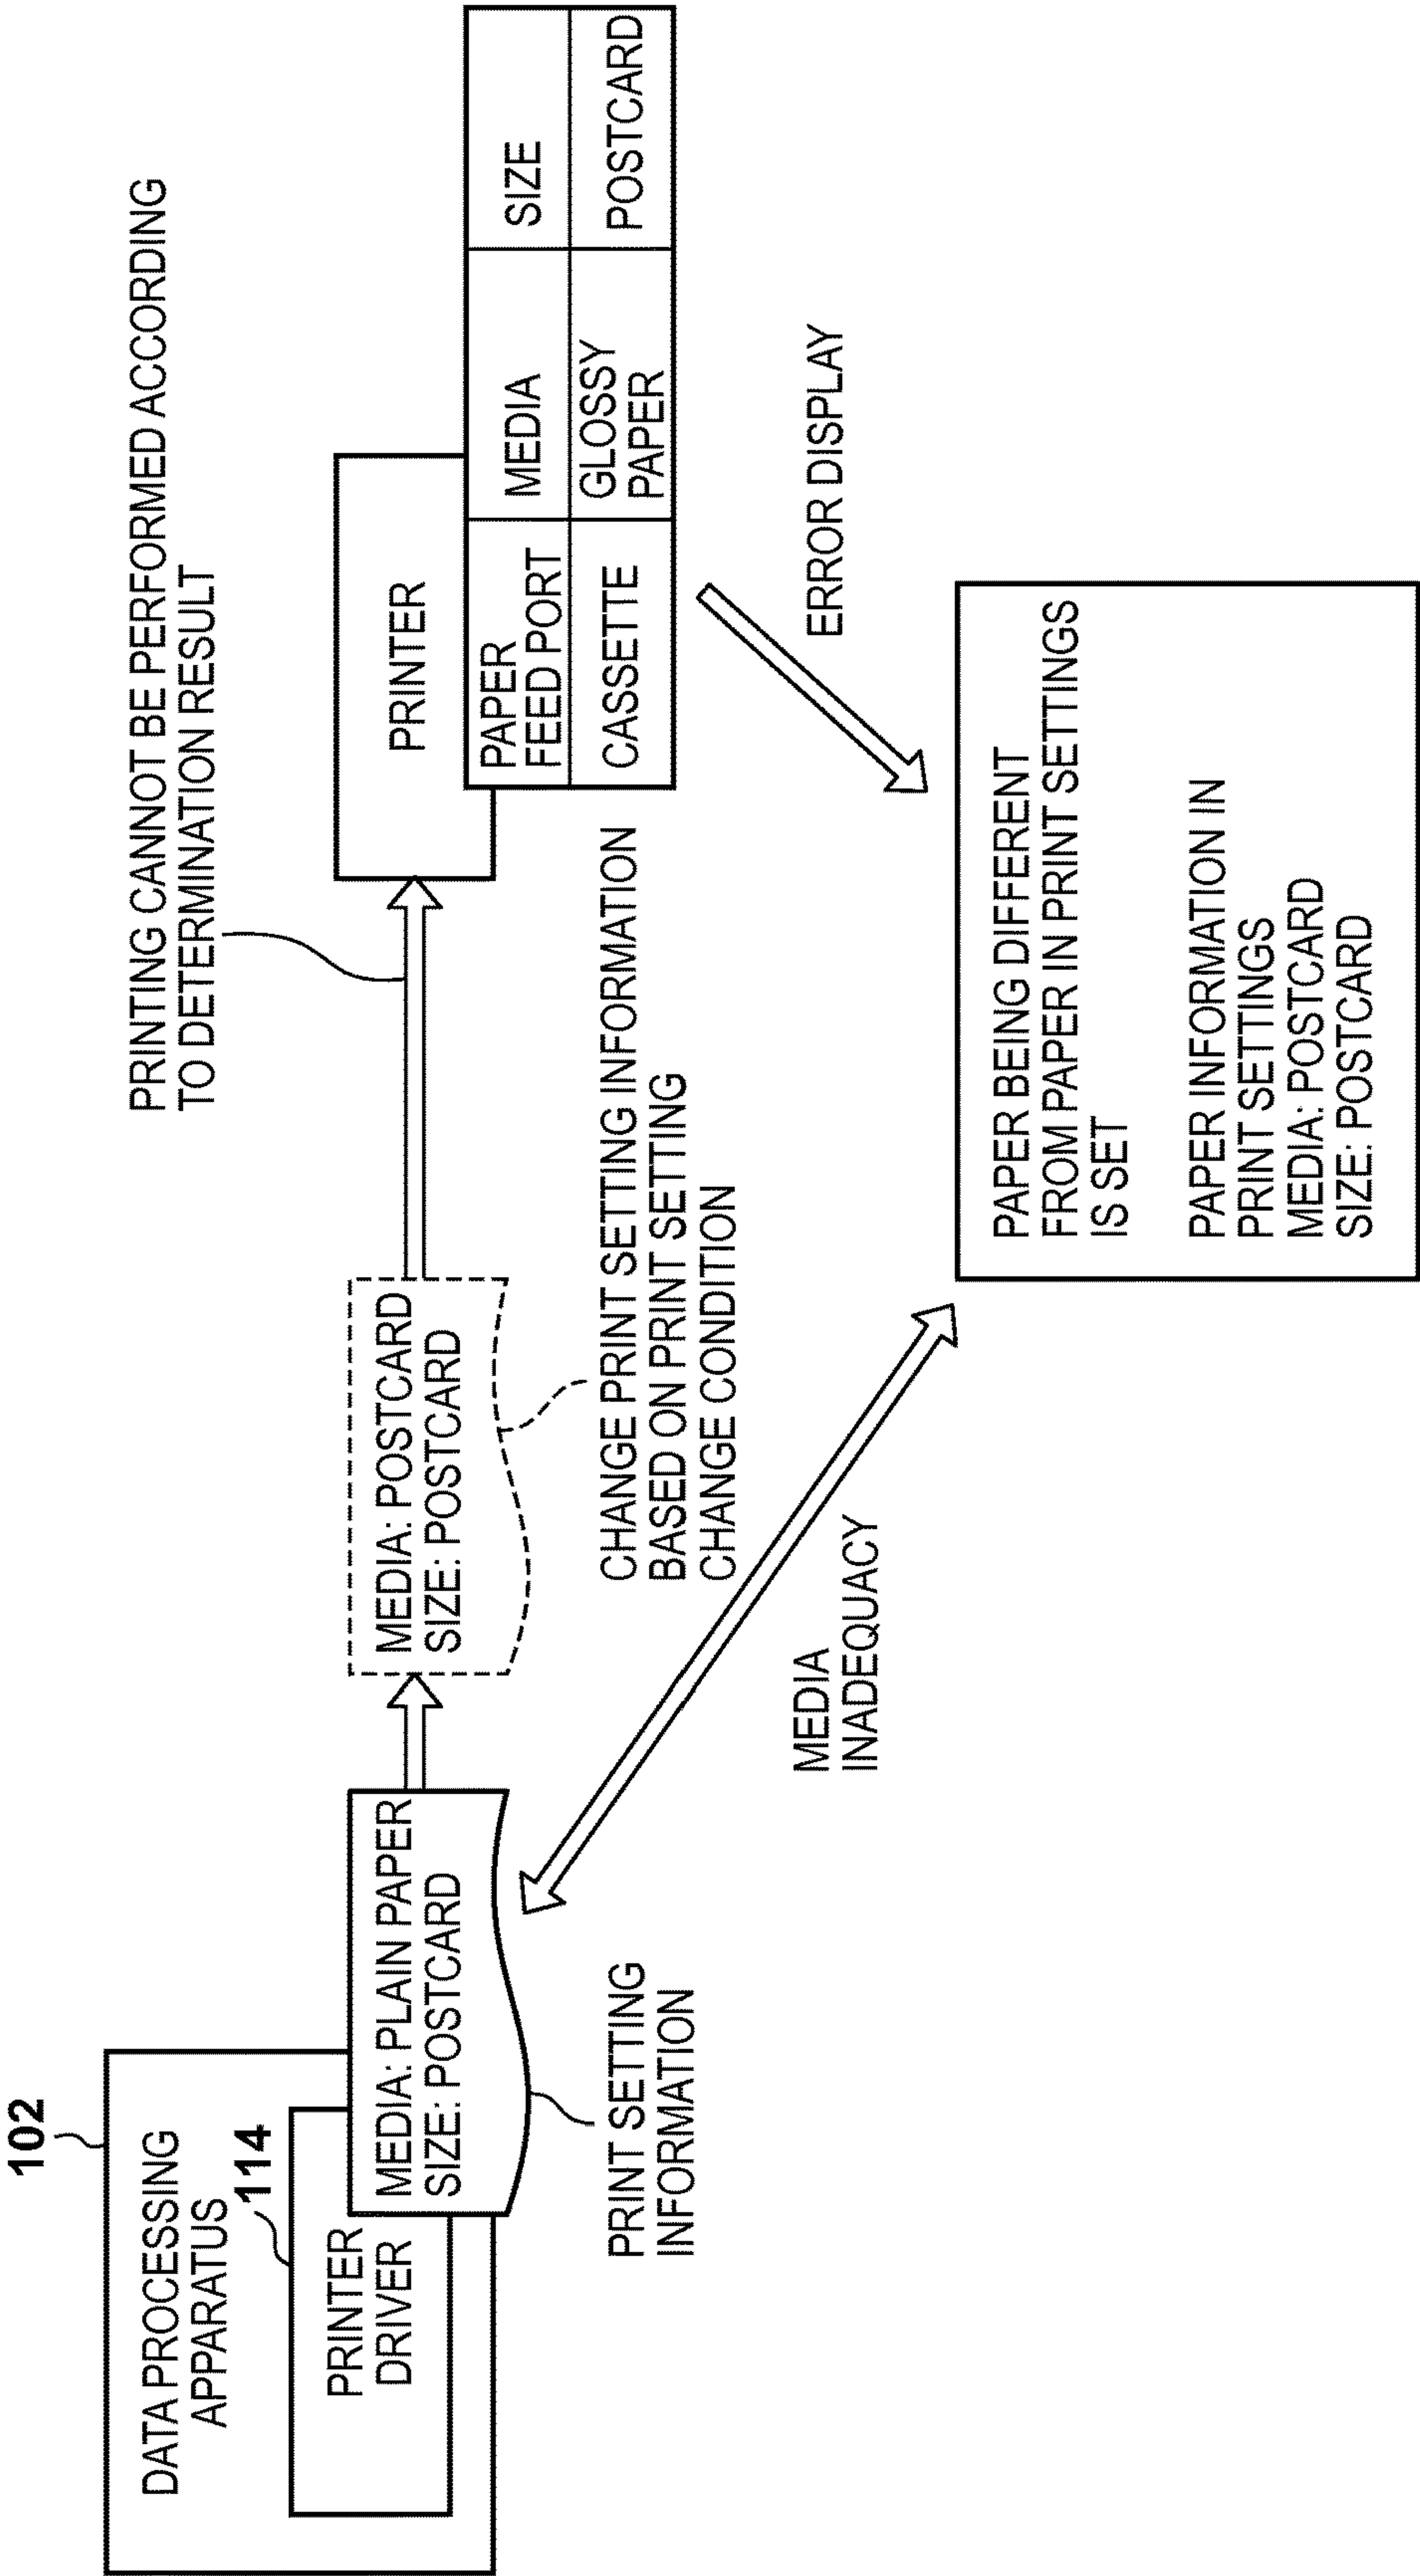 102
DATA PROCESSING
APPARATUS
114
PRINTER
DRIVER
MEDIA: PLAIN PAPER
SIZE: POSTCARD
PRINT SETTING
INFORMATION
MEDIA: POSTCARD
SIZE: POSTCARD
CHANGE PRINT SETTING INFORMATION
BASED ON PRINT SETTING
CHANGE CONDITION
PRINTING CANNOT BE PERFORMED ACCORDING
TO DETERMINATION RESULT
PRINTER
PAPER
FEED PORT
MEDIA
SIZE
CASSETTE
GLOSSY
PAPER
POSTCARD
MEDIA
INADEQUACY
ERROR DISPLAY
PAPER BEING DIFFERENT
FROM PAPER IN PRINT SETTINGS
IS SET
PAPER INFORMATION IN
PRINT SETTINGS
MEDIA: POSTCARD
SIZE: POSTCARD